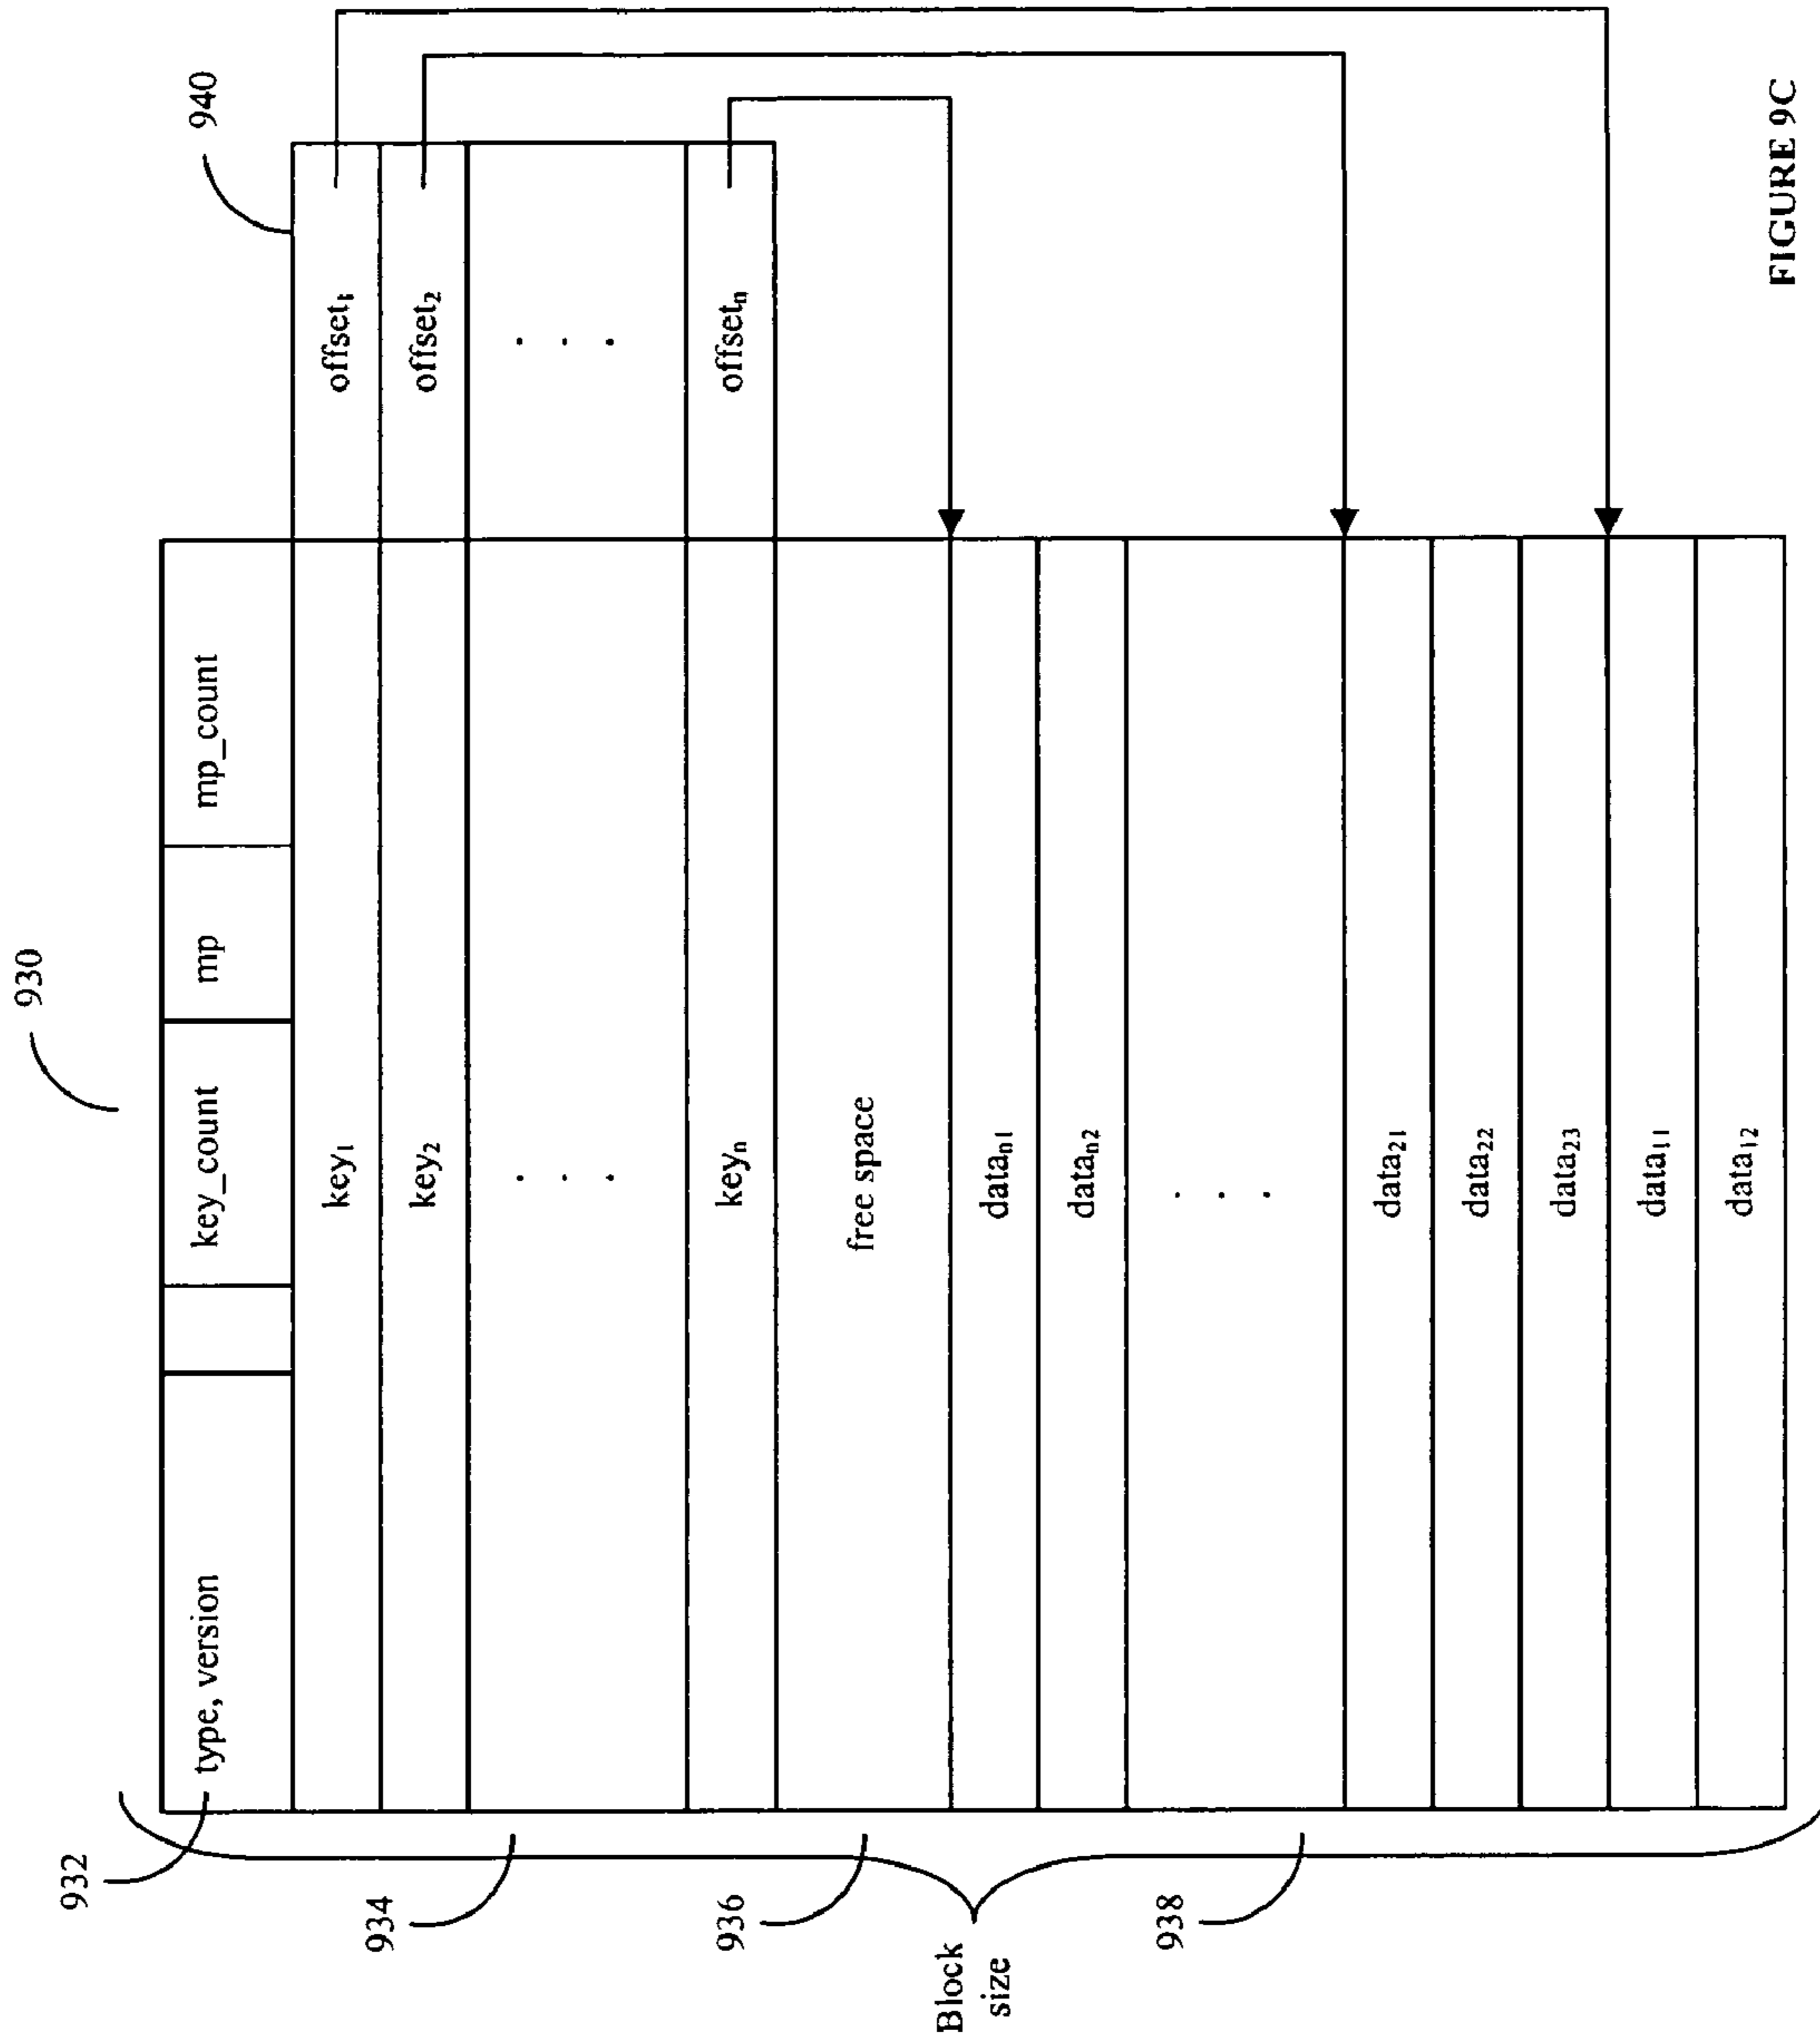 930
932
type, version
key_count
mp
mp_count
940
934
key₁
offset₁
key₂
offset₂
. . .
. . .
keyₙ
offsetₙ
936
free space
Block
size
dataₙ₁
dataₙ₂
. . .
938
data₂₁
data₂₂
data₂₃
data₁₁
data₁₂
FIGURE 9C